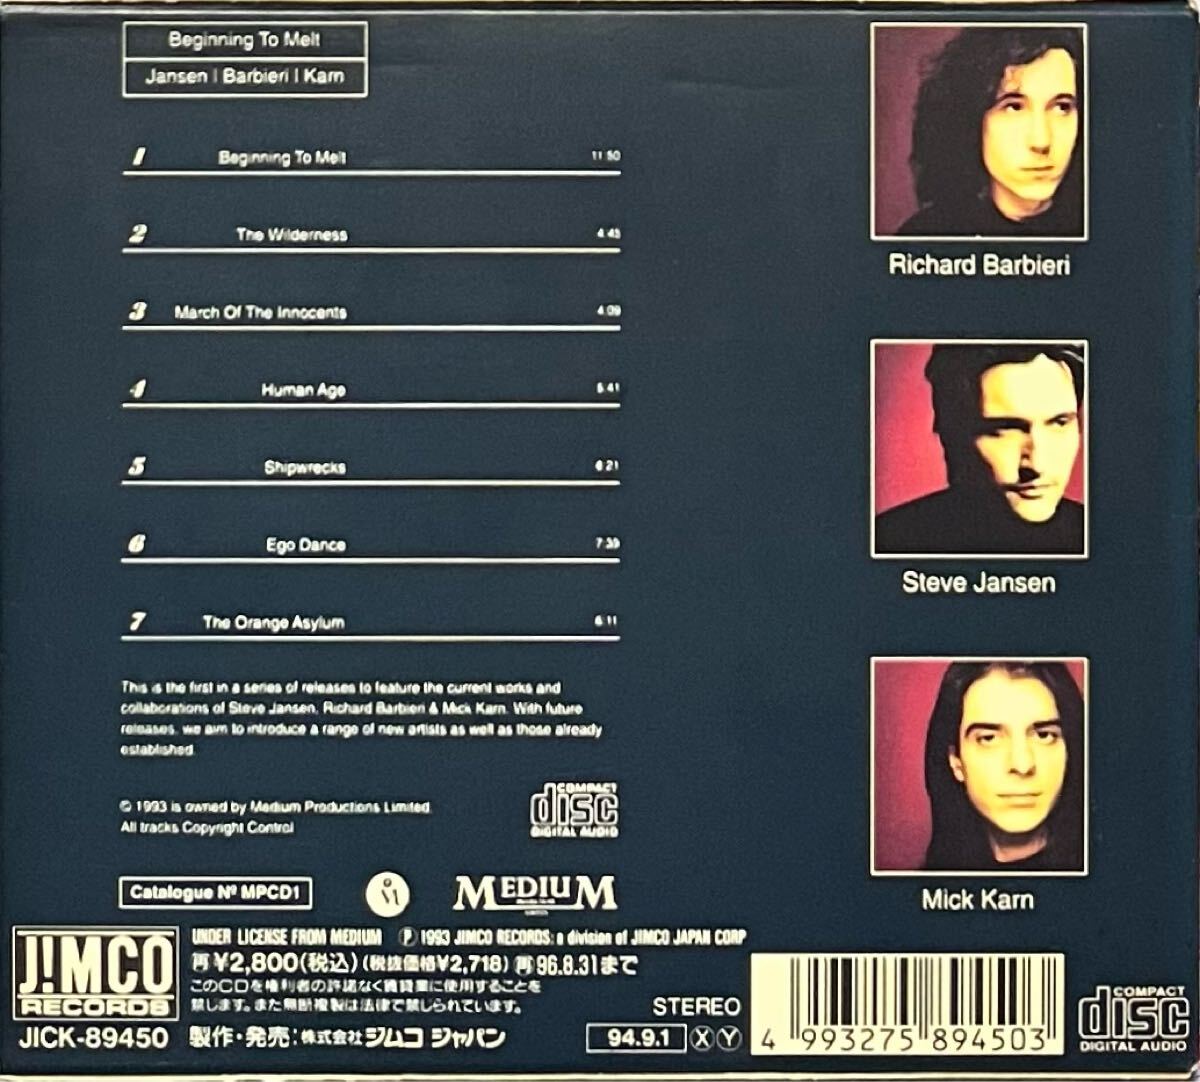 Beginning To Melt
Jansen | Barbieri | Karn
1 Beginning To Melt 11 50
2 The Wilderness 4 45
3 March Of The Innocents 4 09
4 Human Age 5 41
5 Shipwrecks 6 21
6 Ego Dance 7 39
7 The Orange Asylum 6 11
This is the first in a series of releases to feature the current works and
collaborations of Steve Jansen, Richard Barbieri & Mick Karn. With future
releases, we aim to introduce a range of new artists as well as those already
established.
© 1993 is owned by Medium Productions Limited.
All tracks Copyright Control
COMPACT
disc
DIGITAL AUDIO
Catalogue Nº MPCD1
MEDIUM
Richard Barbieri
Steve Jansen
Mick Karn
J!MCO
RECORDS
JICK-89450
UNDER LICENSE FROM MEDIUM Ⓟ 1993 JIMCO RECORDS: a division of JIMCO JAPAN CORP
再¥2,800(税込)(税抜価格¥2,718)再96.8.31まで
このCDを権利者の許諾なく賃貸業に使用することを
禁じます。また無断複製は法律で禁じられています。
製作・発売:株式会社ジムコ ジャパン
STEREO
94.9.1 Ⓧ Ⓨ
4 993275 894503
COMPACT
disc
DIGITAL AUDIO